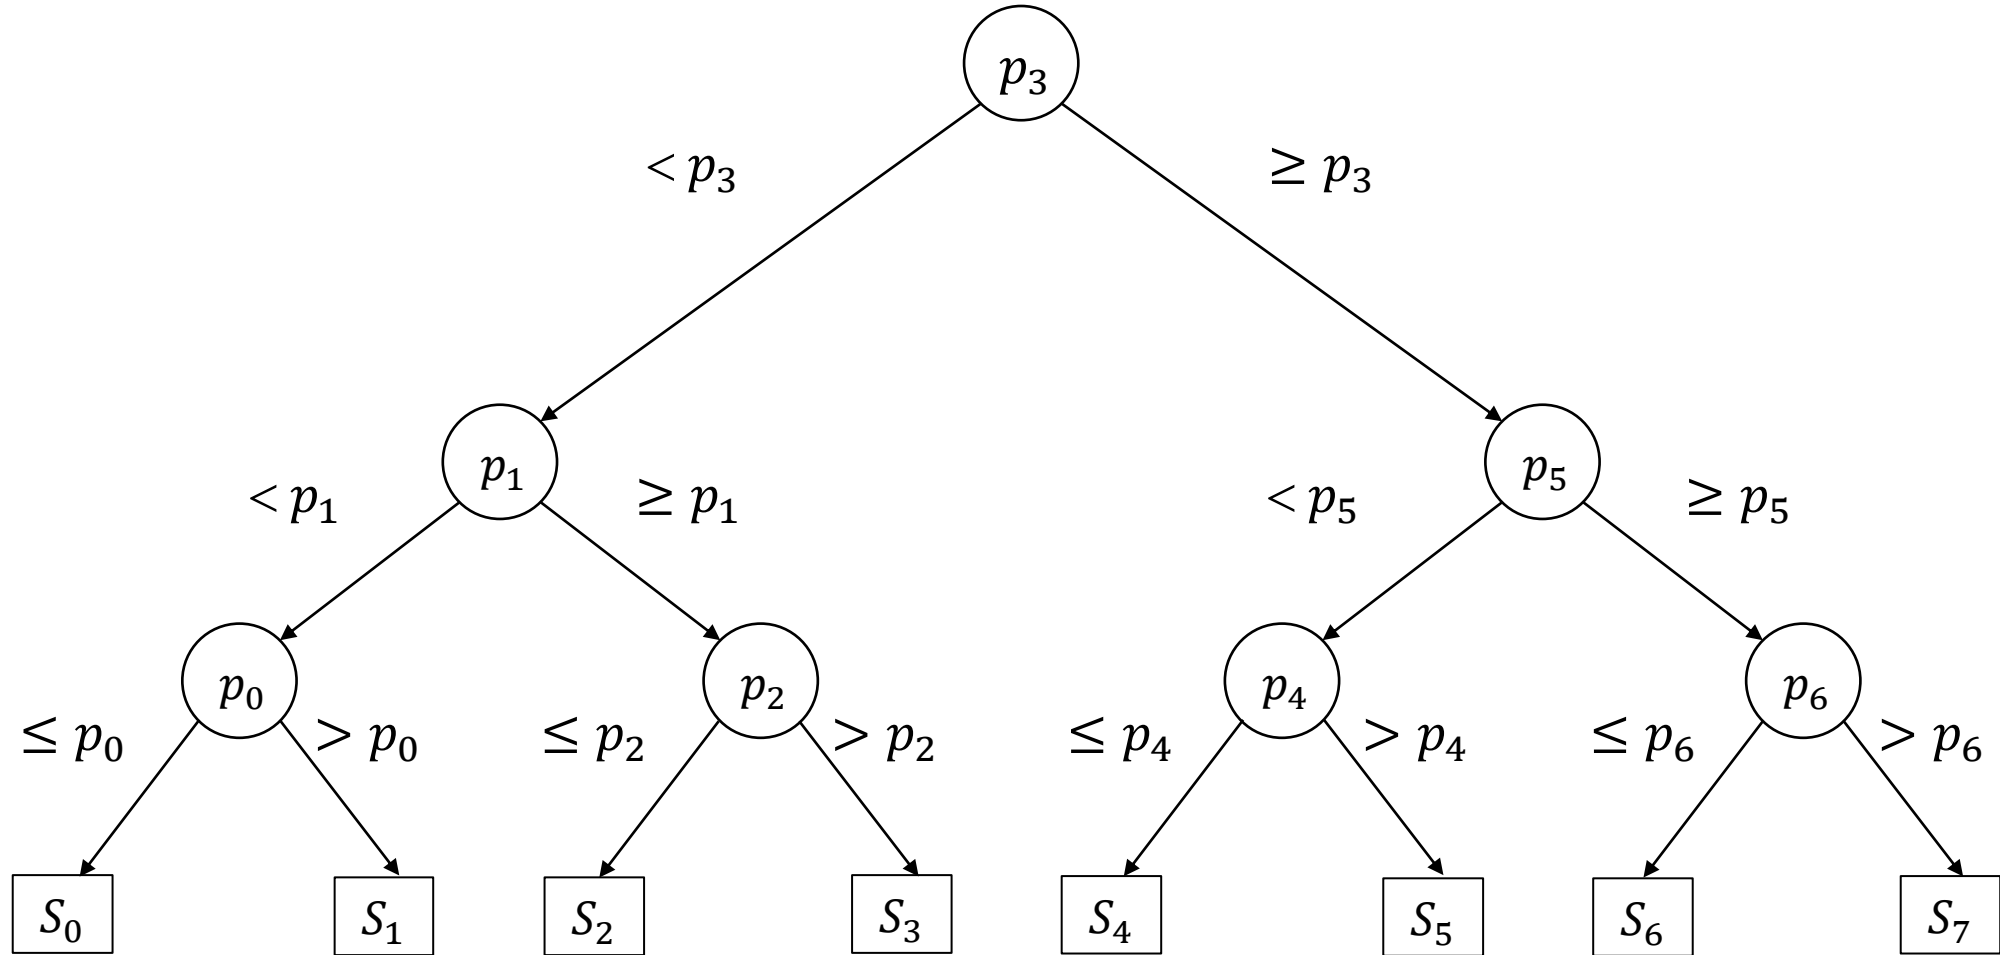 p₃
< p₃ ≥ p₃
p₁ p₅
< p₁ ≥ p₁ < p₅ ≥ p₅
p₀ p₂ p₄ p₆
≤ p₀ > p₀ ≤ p₂ > p₂ ≤ p₄ > p₄ ≤ p₆ > p₆
S₀ S₁ S₂ S₃ S₄ S₅ S₆ S₇